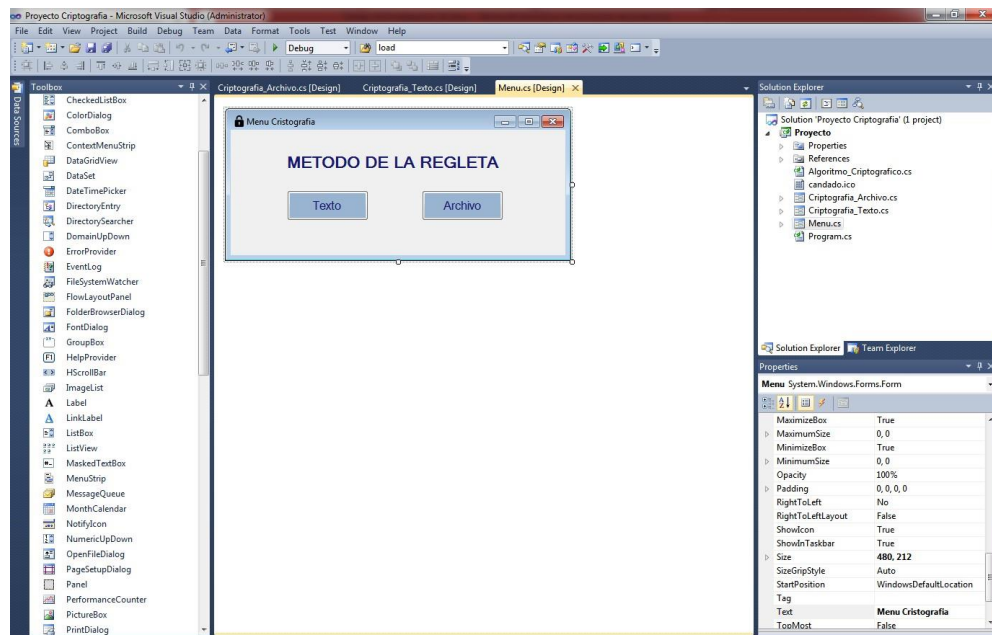 Proyecto Criptografia - Microsoft Visual Studio (Administrator)
File Edit View Project Build Debug Team Data Format Tools Test Window Help
Debug load
Data Sources
Toolbox
CheckedListBox
ColorDialog
ComboBox
ContextMenuStrip
DataGridView
DataSet
DateTimePicker
DirectoryEntry
DirectorySearcher
DomainUpDown
ErrorProvider
EventLog
FileSystemWatcher
FlowLayoutPanel
FolderBrowserDialog
FontDialog
GroupBox
HelpProvider
HScrollBar
ImageList
Label
LinkLabel
ListBox
ListView
MaskedTextBox
MenuStrip
MessageQueue
MonthCalendar
NotifyIcon
NumericUpDown
OpenFileDialog
PageSetupDialog
Panel
PerformanceCounter
PictureBox
PrintDialog
Criptografia_Archivo.cs [Design] Criptografia_Texto.cs [Design] Menu.cs [Design]
Menu Cristografia
METODO DE LA REGLETA
Texto Archivo
Solution Explorer
Solution 'Proyecto Criptografia' (1 project)
Proyecto
Properties
References
Algoritmo_Criptografico.cs
candado.ico
Criptografia_Archivo.cs
Criptografia_Texto.cs
Menu.cs
Program.cs
Solution Explorer Team Explorer
Properties
Menu System.Windows.Forms.Form
MaximizeBox True
MaximumSize 0, 0
MinimizeBox True
MinimumSize 0, 0
Opacity 100%
Padding 0, 0, 0, 0
RightToLeft No
RightToLeftLayout False
ShowIcon True
ShowInTaskbar True
Size 480, 212
SizeGripStyle Auto
StartPosition WindowsDefaultLocation
Tag
Text Menu Cristografia
TopMost False